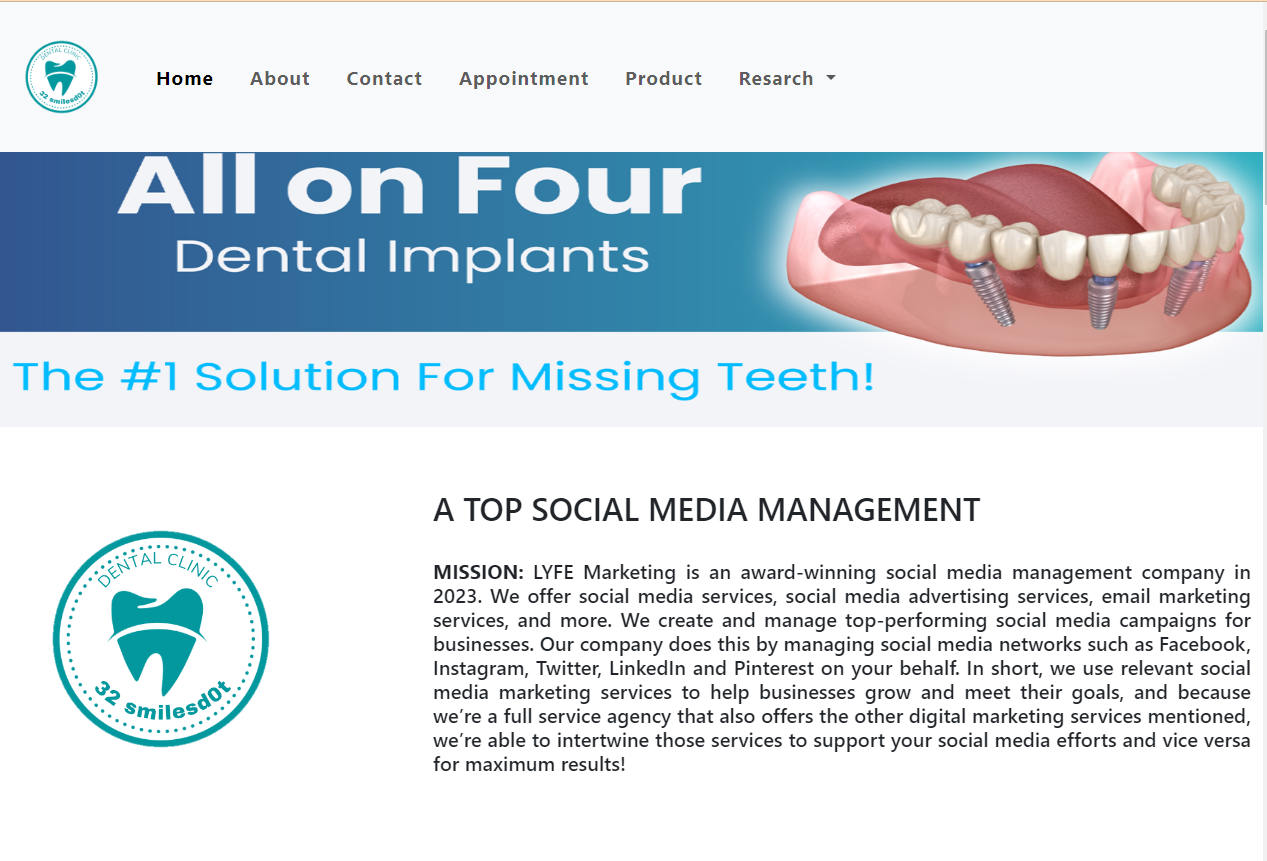 DENTAL CLINIC
32 smilesd0t
Home About Contact Appointment Product Resarch
All on Four
Dental Implants
The #1 Solution For Missing Teeth!
DENTAL CLINIC
32 smilesd0t
A TOP SOCIAL MEDIA MANAGEMENT
MISSION: LYFE Marketing is an award-winning social media management company in
2023. We offer social media services, social media advertising services, email marketing
services, and more. We create and manage top-performing social media campaigns for
businesses. Our company does this by managing social media networks such as Facebook,
Instagram, Twitter, LinkedIn and Pinterest on your behalf. In short, we use relevant social
media marketing services to help businesses grow and meet their goals, and because
we’re a full service agency that also offers the other digital marketing services mentioned,
we’re able to intertwine those services to support your social media efforts and vice versa
for maximum results!